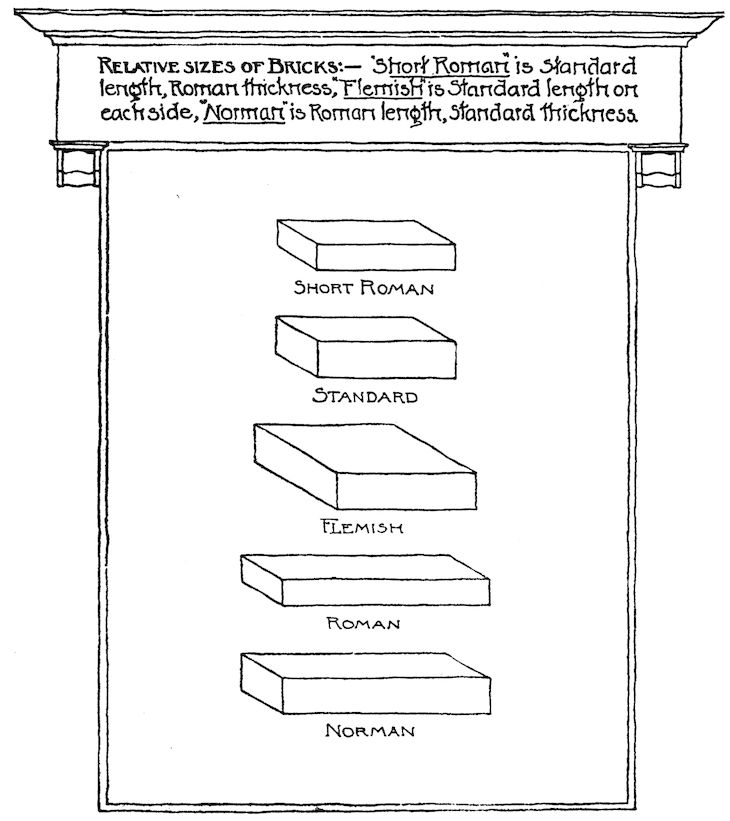 RELATIVE SIZES OF BRICKS:— "Short Roman" is Standard
length, Roman thickness, "Flemish" is Standard length on
each side, "Norman" is Roman length, Standard thickness.
SHORT ROMAN
STANDARD
FLEMISH
ROMAN
NORMAN